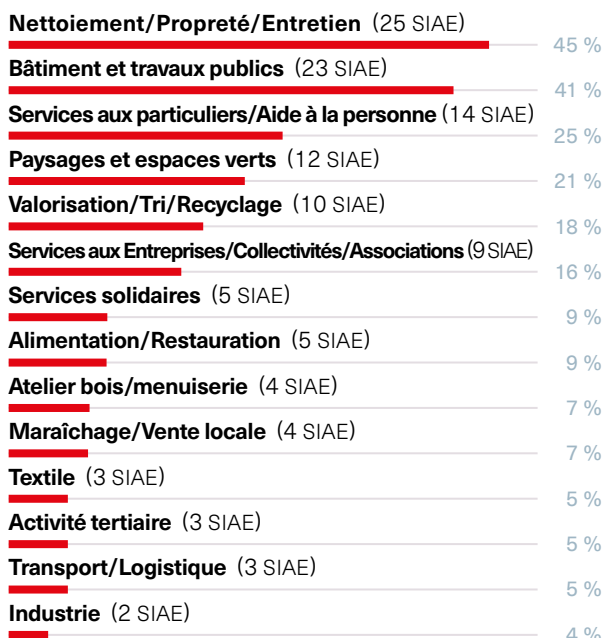 Nettoiement/Propreté/Entretien (25 SIAE)
45 %
Bâtiment et travaux publics (23 SIAE)
41 %
Services aux particuliers/Aide à la personne (14 SIAE)
25 %
Paysages et espaces verts (12 SIAE)
21 %
Valorisation/Tri/Recyclage (10 SIAE)
18 %
Services aux Entreprises/Collectivités/Associations (9 SIAE)
16 %
Services solidaires (5 SIAE)
9 %
Alimentation/Restauration (5 SIAE)
9 %
Atelier bois/menuiserie (4 SIAE)
7 %
Maraîchage/Vente locale (4 SIAE)
7 %
Textile (3 SIAE)
5 %
Activité tertiaire (3 SIAE)
5 %
Transport/Logistique (3 SIAE)
5 %
Industrie (2 SIAE)
4 %